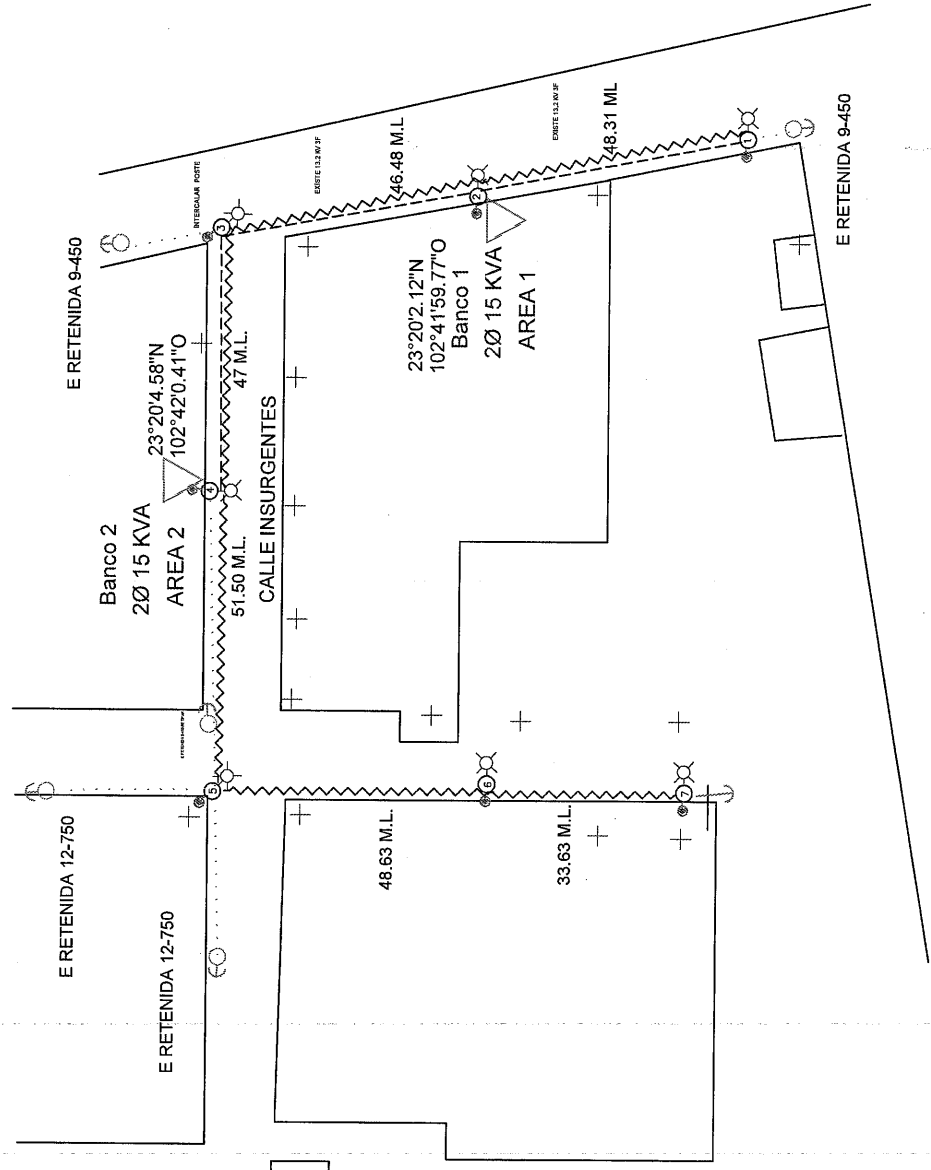 E RETENIDA 9-450
INTERCALAR POSTE
EXISTE 13.2 KV 3F
46.48 M.L
EXISTE 13.2 KV 3F
48.31 ML
E RETENIDA 9-450
3
2
1
23°20'4.58"N
102°42'0.41"O
47 M.L.
Banco 2
2Ø 15 KVA
AREA 2
4
51.50 M.L.
CALLE INSURGENTES
23°20'2.12"N
102°41'59.77"O
Banco 1
2Ø 15 KVA
AREA 1
5
6
7
48.63 M.L.
33.63 M.L.
E RETENIDA 12-750
E RETENIDA 12-750